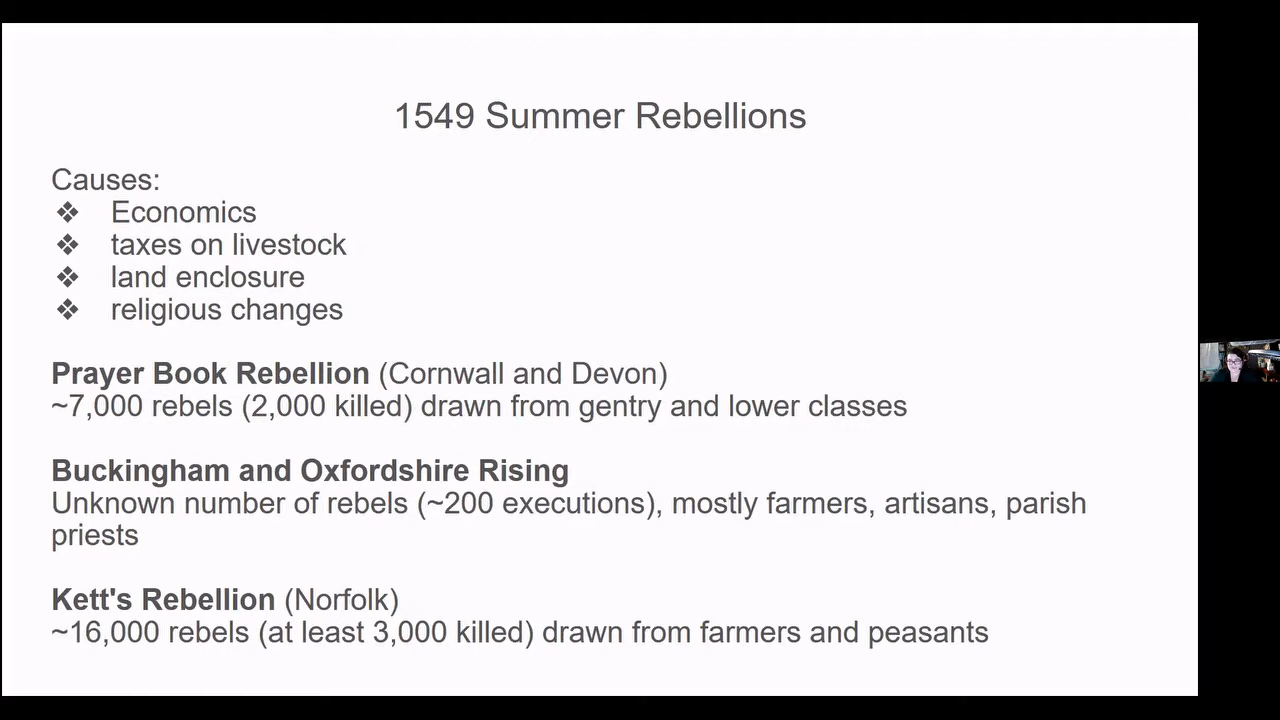 1549 Summer Rebellions
Causes:
❖ Economics
❖ taxes on livestock
❖ land enclosure
❖ religious changes
Prayer Book Rebellion (Cornwall and Devon)
~7,000 rebels (2,000 killed) drawn from gentry and lower classes
Buckingham and Oxfordshire Rising
Unknown number of rebels (~200 executions), mostly farmers, artisans, parish
priests
Kett's Rebellion (Norfolk)
~16,000 rebels (at least 3,000 killed) drawn from farmers and peasants